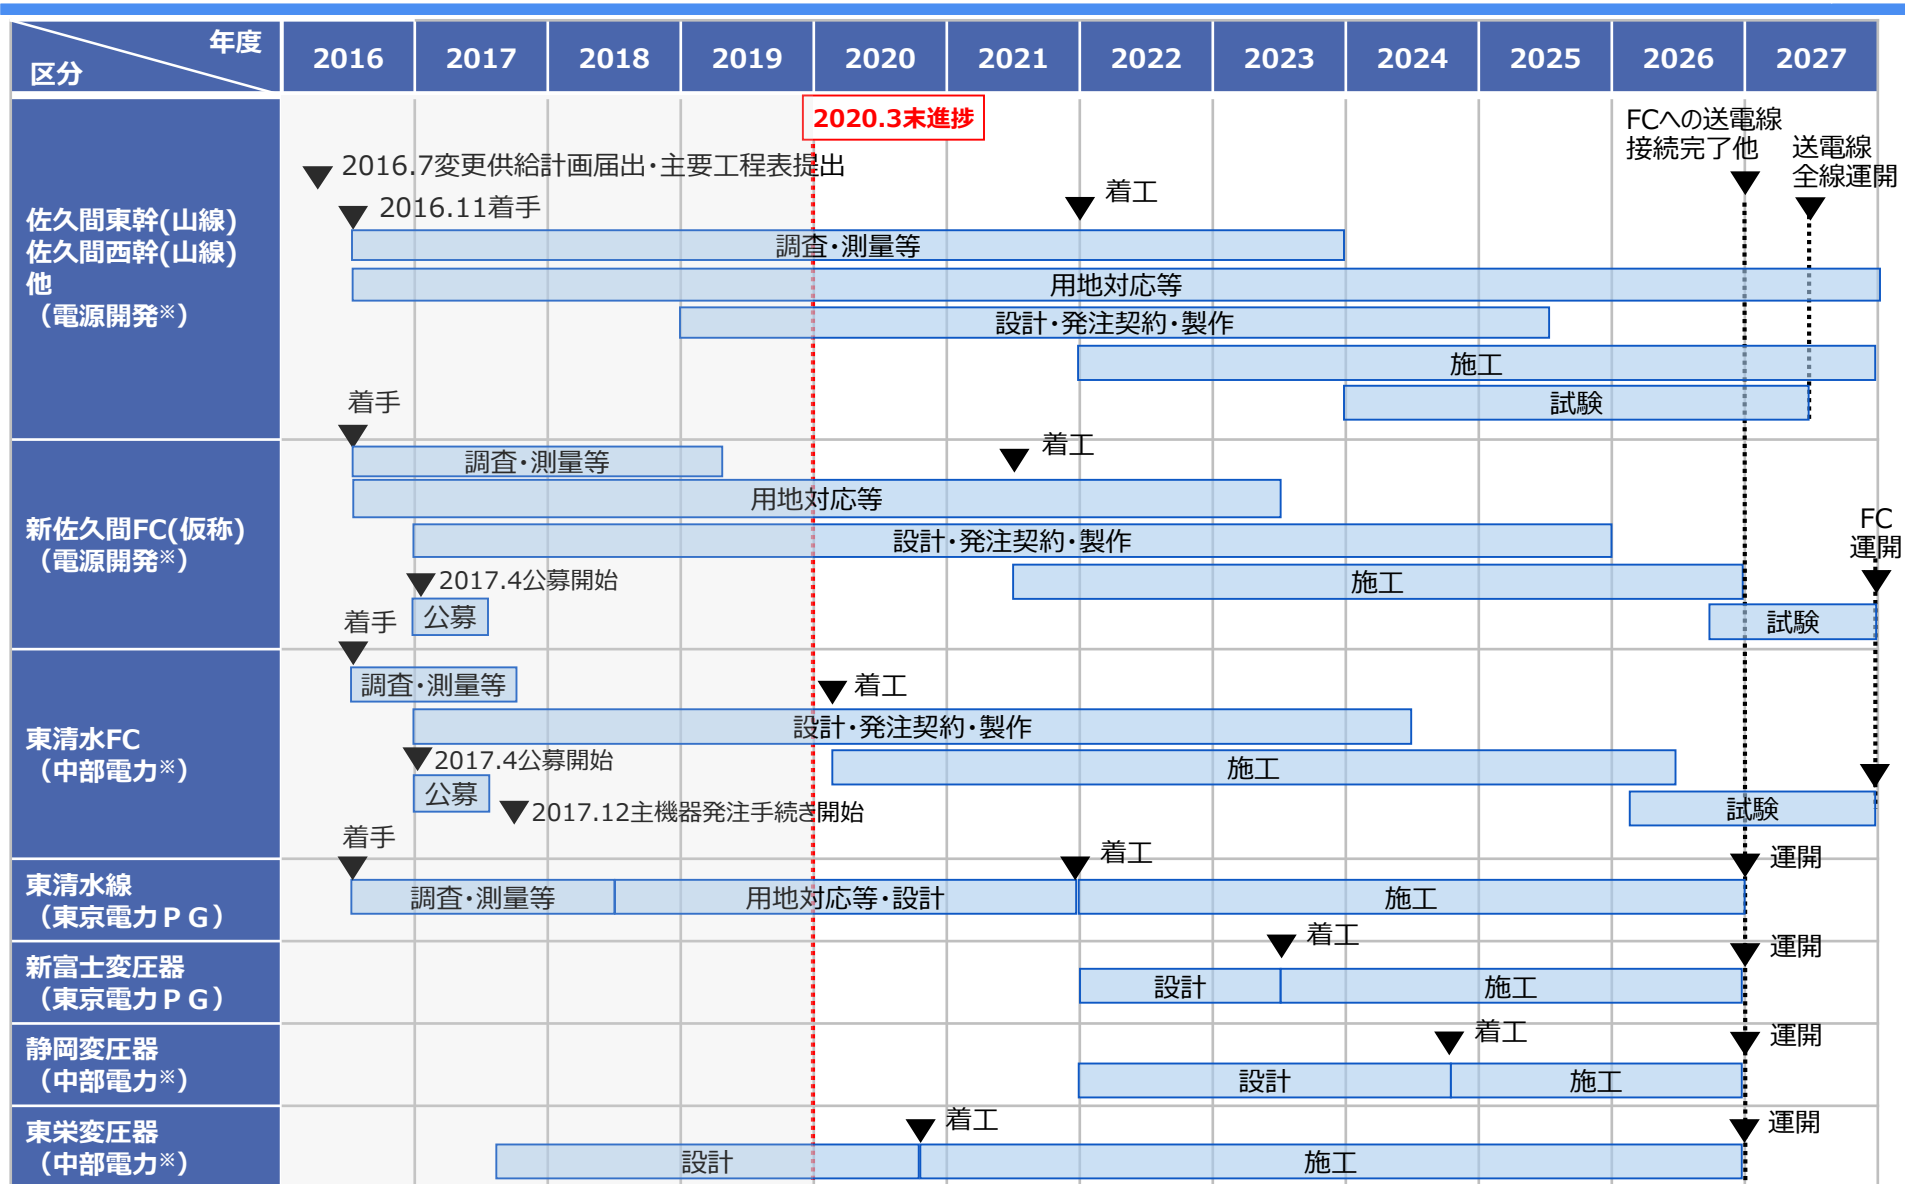 年度
区分
2016 2017 2018 2019 2020 2021 2022 2023 2024 2025 2026 2027
2020.3末進捗
佐久間東幹(山線)
佐久間西幹(山線)
他
（電源開発※）
2016.7変更供給計画届出・主要工程表提出
2016.11着手
着工
FCへの送電線
接続完了他
送電線
全線運開
調査・測量等
用地対応等
設計・発注契約・製作
施工
試験
新佐久間FC(仮称)
（電源開発※）
着手
調査・測量等
着工
用地対応等
設計・発注契約・製作
FC
運開
2017.4公募開始
施工
公募
試験
東清水FC
（中部電力※）
着手
調査・測量等
着工
設計・発注契約・製作
2017.4公募開始
施工
公募
2017.12主機器発注手続き開始
試験
東清水線
（東京電力ＰＧ）
着手
着工
運開
調査・測量等
用地対応等・設計
施工
新富士変圧器
（東京電力ＰＧ）
着工
運開
設計
施工
静岡変圧器
（中部電力※）
着工
運開
設計
施工
東栄変圧器
（中部電力※）
着工
運開
設計
施工